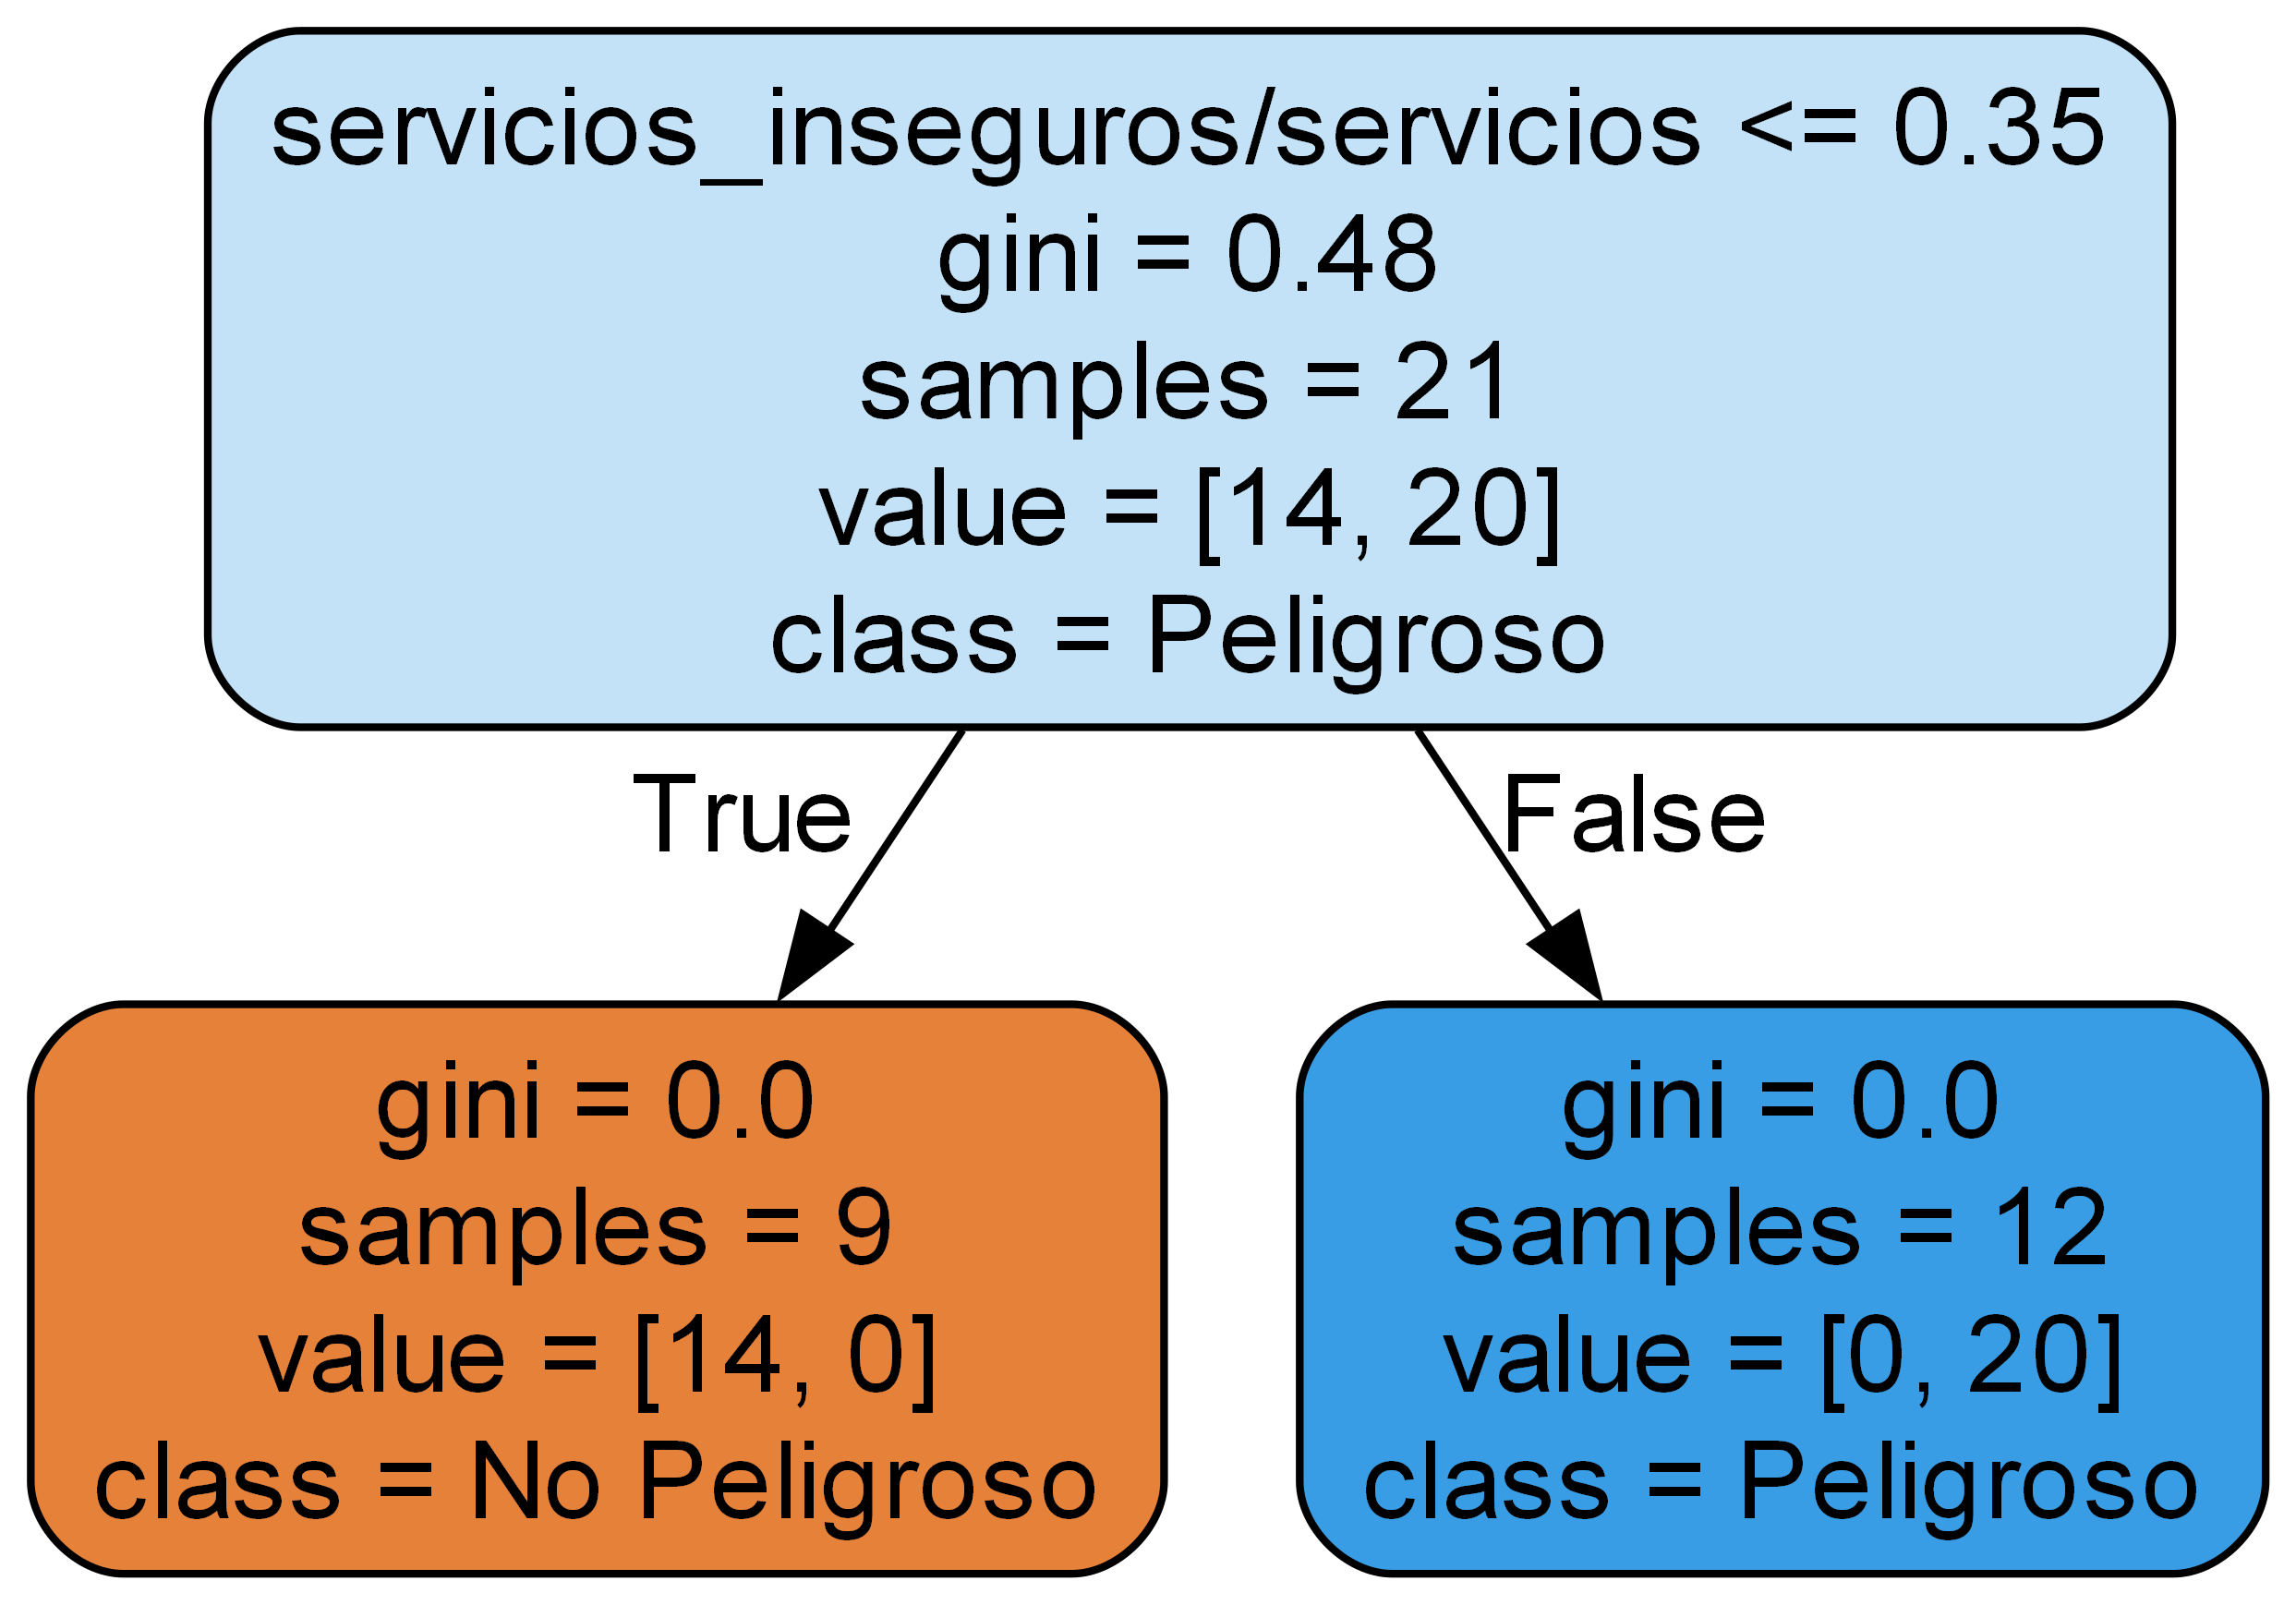 servicios_inseguros/servicios <= 0.35
gini = 0.48
samples = 21
value = [14, 20]
class = Peligroso
True
False
gini = 0.0
samples = 9
value = [14, 0]
class = No Peligroso
gini = 0.0
samples = 12
value = [0, 20]
class = Peligroso